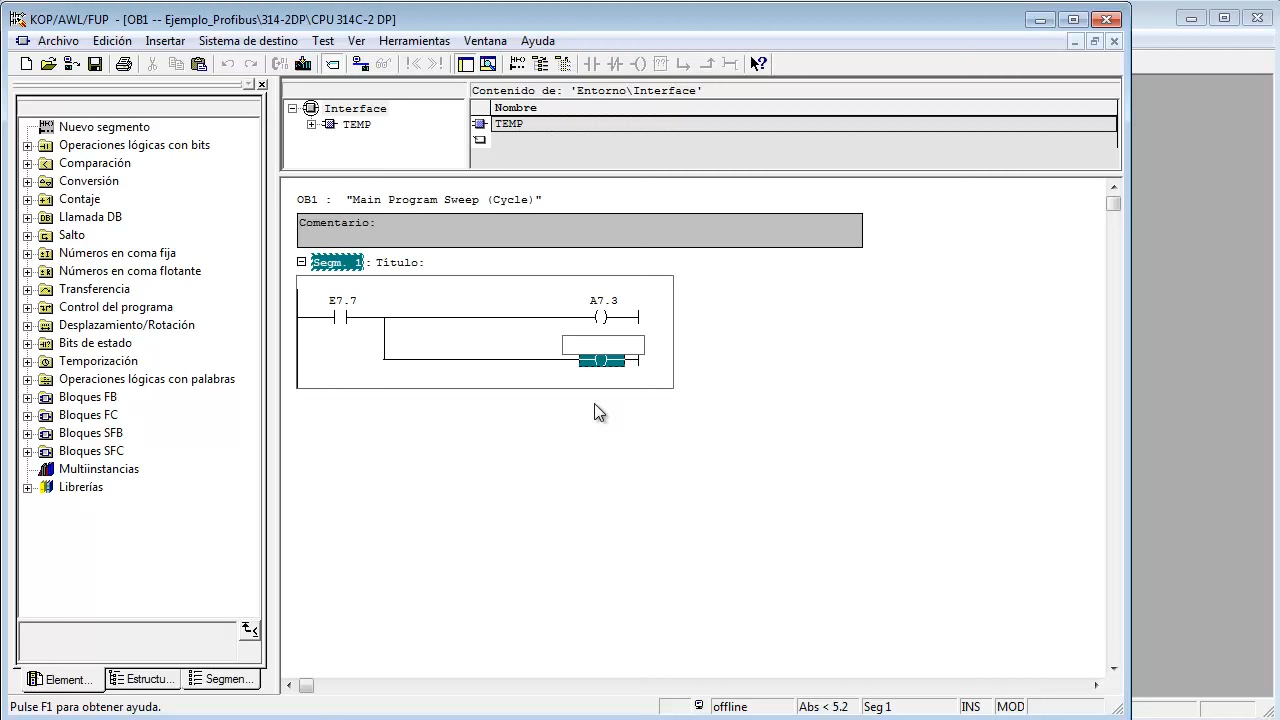 KOP/AWL/FUP - [OB1 -- Ejemplo_Profibus\314-2DP\CPU 314C-2 DP]
Archivo Edición Insertar Sistema de destino Test Ver Herramientas Ventana Ayuda
Nuevo segmento
Operaciones lógicas con bits
Comparación
Conversión
Contaje
Llamada DB
Salto
Números en coma fija
Números en coma flotante
Transferencia
Control del programa
Desplazamiento/Rotación
Bits de estado
Temporización
Operaciones lógicas con palabras
Bloques FB
Bloques FC
Bloques SFB
Bloques SFC
Multiinstancias
Librerías
Element...
Estructu...
Segmen...
Interface
TEMP
Contenido de: 'Entorno\Interface'
Nombre
TEMP
OB1 : "Main Program Sweep (Cycle)"
Comentario:
Segm. 1: Título:
E7.7 A7.3
Pulse F1 para obtener ayuda.
offline Abs < 5.2 Seg 1 INS MOD